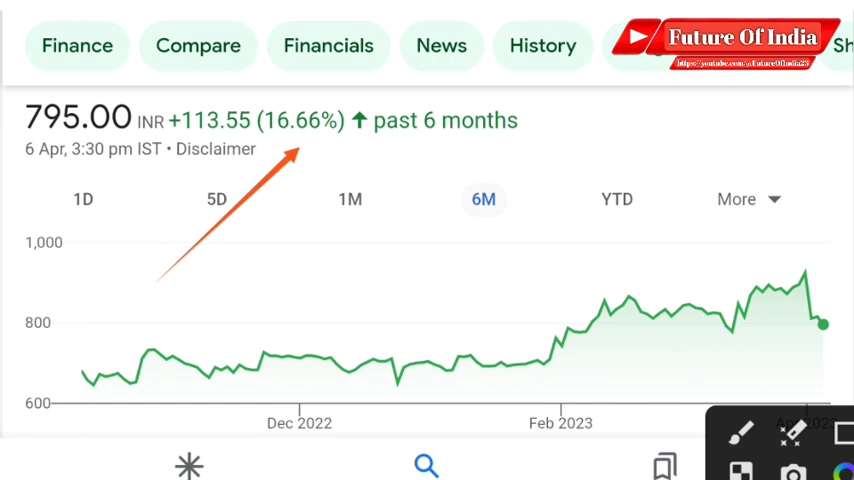 Finance Compare Financials News History Sh
Future Of India
795.00 INR +113.55 (16.66%) ↑ past 6 months
6 Apr, 3:30 pm IST • Disclaimer
1D 5D 1M 6M YTD More
1,000
800
600
Dec 2022 Feb 2023